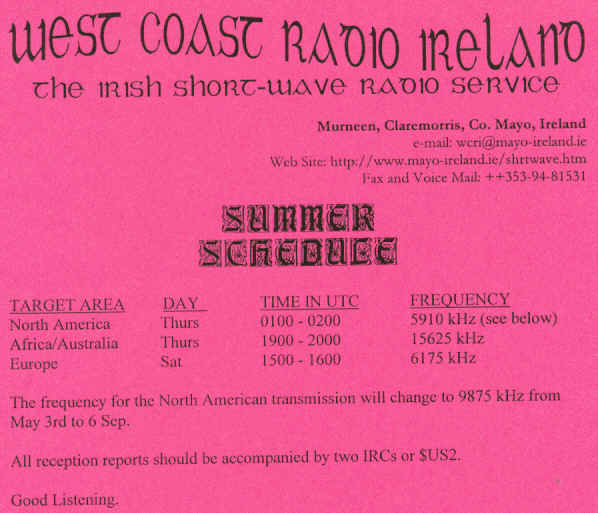 West Coast Radio Ireland
the Irish Short-wave Radio Service
Murneen, Claremorris, Co. Mayo, Ireland
e-mail: wcri@mayo-ireland.ie
Web Site: http://www.mayo-ireland.ie/shrtwave.htm
Fax and Voice Mail: ++353-94-81531
SUMMER
SCHEDULE
TARGET AREA DAY TIME IN UTC FREQUENCY
North America Thurs 0100 - 0200 5910 kHz (see below)
Africa/Australia Thurs 1900 - 2000 15625 kHz
Europe Sat 1500 - 1600 6175 kHz
The frequency for the North American transmission will change to 9875 kHz from
May 3rd to 6 Sep.
All reception reports should be accompanied by two IRCs or $US2.
Good Listening.